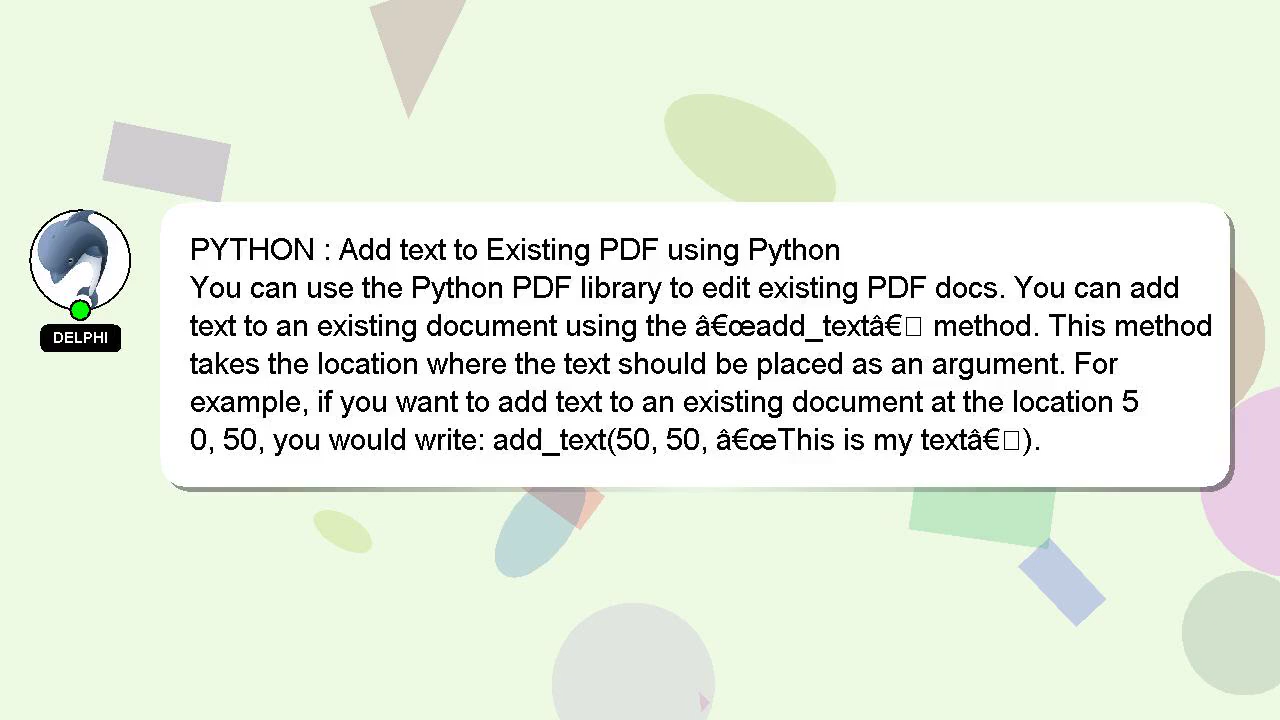 PYTHON : Add text to Existing PDF using Python
You can use the Python PDF library to edit existing PDF docs. You can add
text to an existing document using the â€œadd_textâ€□ method. This method
takes the location where the text should be placed as an argument. For
example, if you want to add text to an existing document at the location 5
0, 50, you would write: add_text(50, 50, â€œThis is my textâ€□).
DELPHI